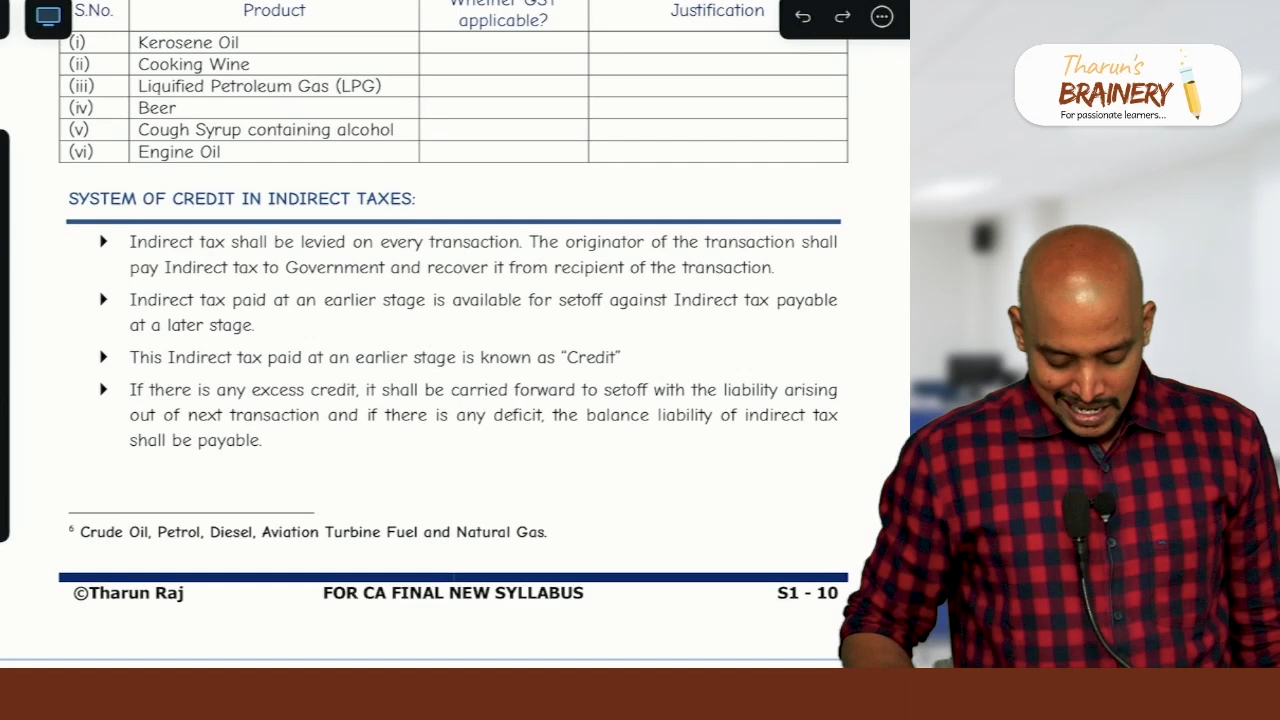 S.No. Product Whether GST applicable? Justification
(i) Kerosene Oil
(ii) Cooking Wine
(iii) Liquified Petroleum Gas (LPG)
(iv) Beer
(v) Cough Syrup containing alcohol
(vi) Engine Oil
SYSTEM OF CREDIT IN INDIRECT TAXES:
Indirect tax shall be levied on every transaction. The originator of the transaction shall
pay Indirect tax to Government and recover it from recipient of the transaction.
Indirect tax paid at an earlier stage is available for setoff against Indirect tax payable
at a later stage.
This Indirect tax paid at an earlier stage is known as “Credit”
If there is any excess credit, it shall be carried forward to setoff with the liability arising
out of next transaction and if there is any deficit, the balance liability of indirect tax
shall be payable.
⁶ Crude Oil, Petrol, Diesel, Aviation Turbine Fuel and Natural Gas.
©Tharun Raj FOR CA FINAL NEW SYLLABUS S1 - 10
Tharun's
BRAINERY
For passionate learners...